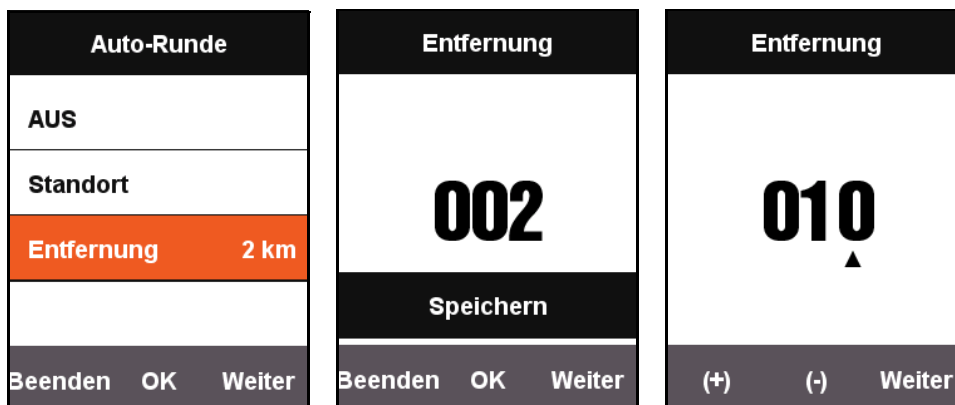 Auto-Runde
AUS
Standort
Entfernung 2 km
Beenden OK Weiter
Entfernung
002
Speichern
Beenden OK Weiter
Entfernung
010
(+) (-) Weiter